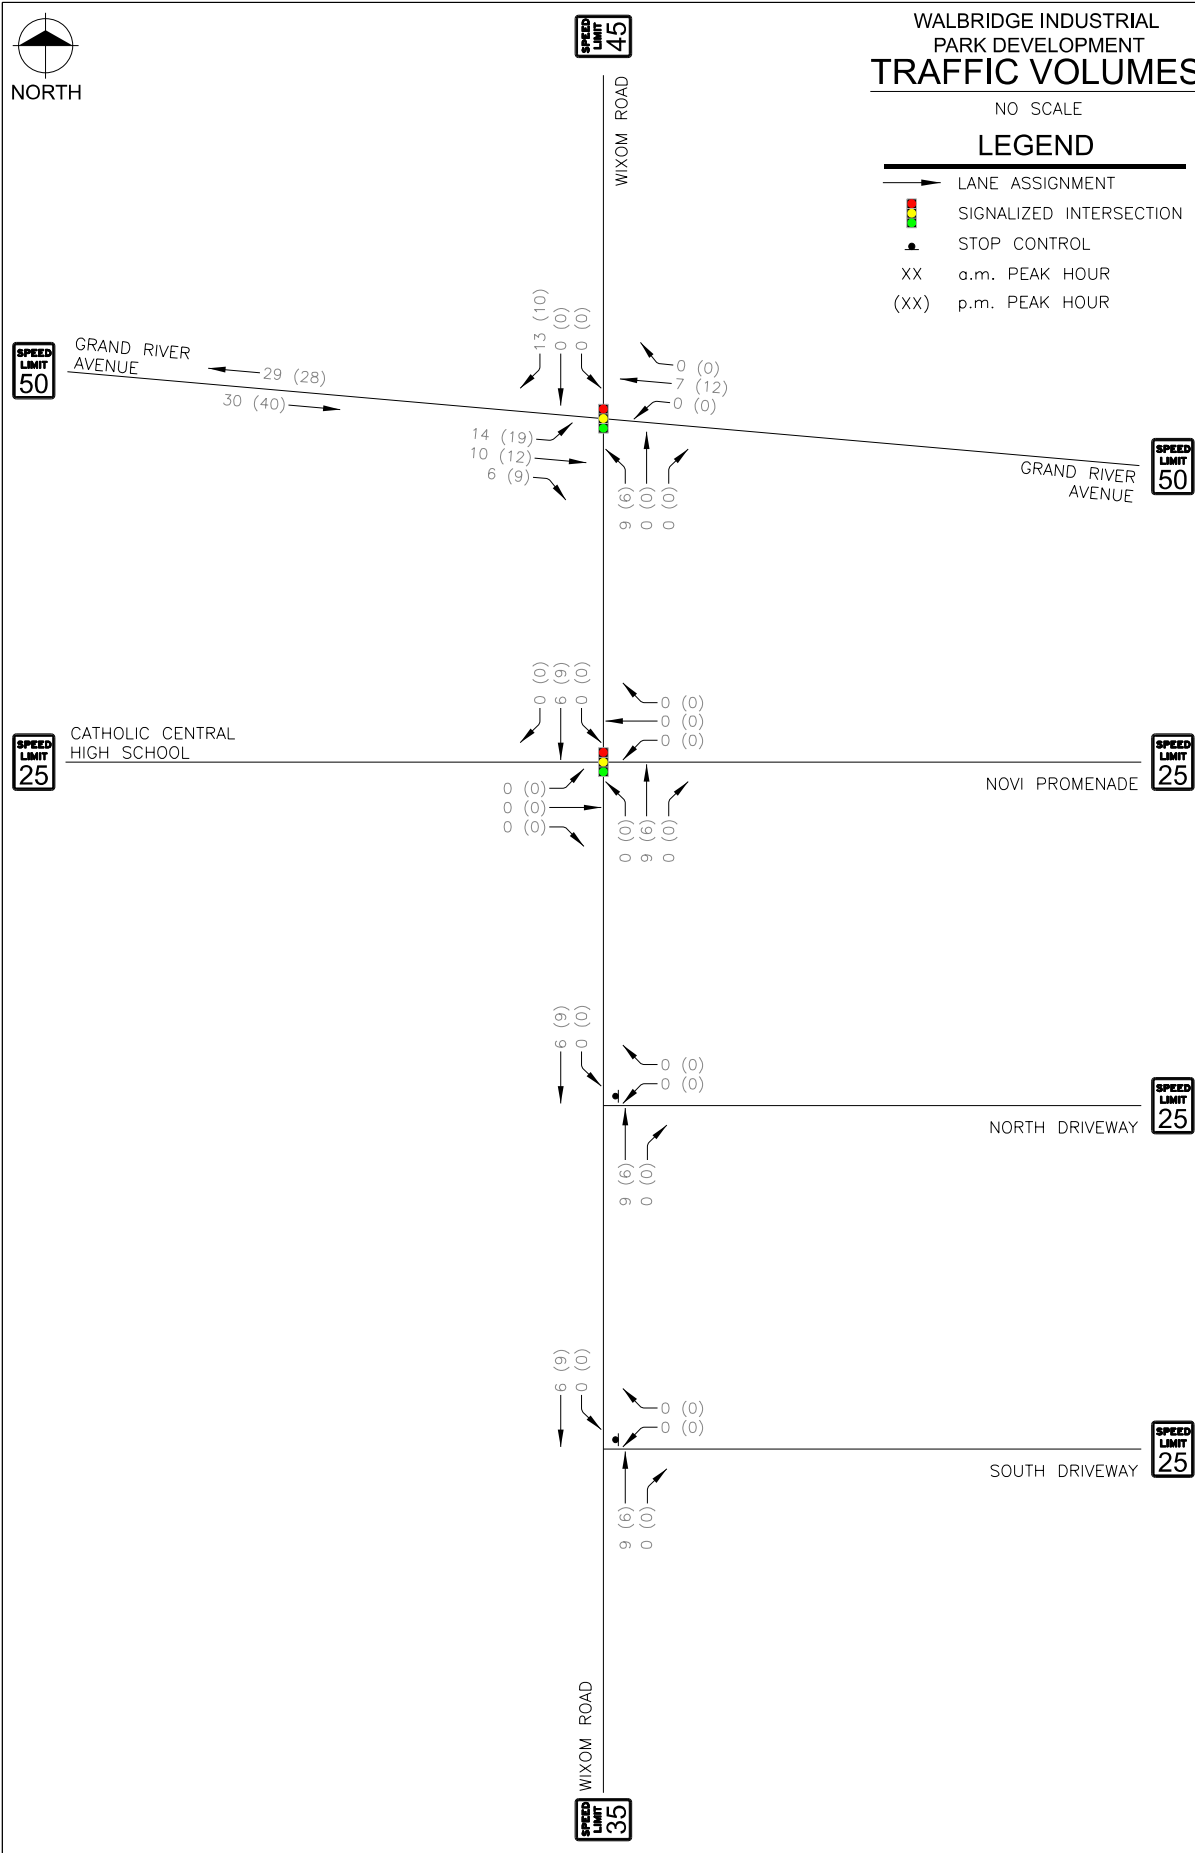 NORTH
SPEED
LIMIT
45
WALBRIDGE INDUSTRIAL
PARK DEVELOPMENT
TRAFFIC VOLUMES
NO SCALE
LEGEND
LANE ASSIGNMENT
SIGNALIZED INTERSECTION
STOP CONTROL
XX a.m. PEAK HOUR
(XX) p.m. PEAK HOUR
WIXOM ROAD
SPEED
LIMIT
50
GRAND RIVER
AVENUE
29 (28)
30 (40)
13 (10)
0 (0)
0 (0)
0 (0)
7 (12)
0 (0)
14 (19)
10 (12)
6 (9)
9 (6)
0 (0)
0 (0)
GRAND RIVER
AVENUE
SPEED
LIMIT
50
SPEED
LIMIT
25
CATHOLIC CENTRAL
HIGH SCHOOL
0 (0)
6 (9)
0 (0)
0 (0)
0 (0)
0 (0)
0 (0)
0 (0)
0 (0)
0 (0)
9 (6)
0 (0)
NOVI PROMENADE
SPEED
LIMIT
25
6 (9)
0 (0)
0 (0)
0 (0)
9 (6)
0 (0)
NORTH DRIVEWAY
SPEED
LIMIT
25
6 (9)
0 (0)
0 (0)
0 (0)
9 (6)
0 (0)
SOUTH DRIVEWAY
SPEED
LIMIT
25
WIXOM ROAD
SPEED
LIMIT
35